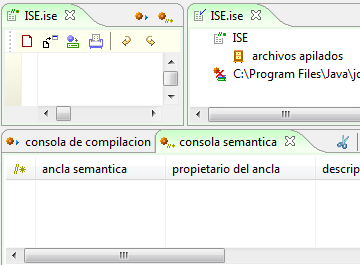 ISE.ise
ISE.ise
ISE
archivos apilados
C:\Program Files\Java\
consola de compilacion
consola semantica
ancla semantica
propietario del ancla
descrip